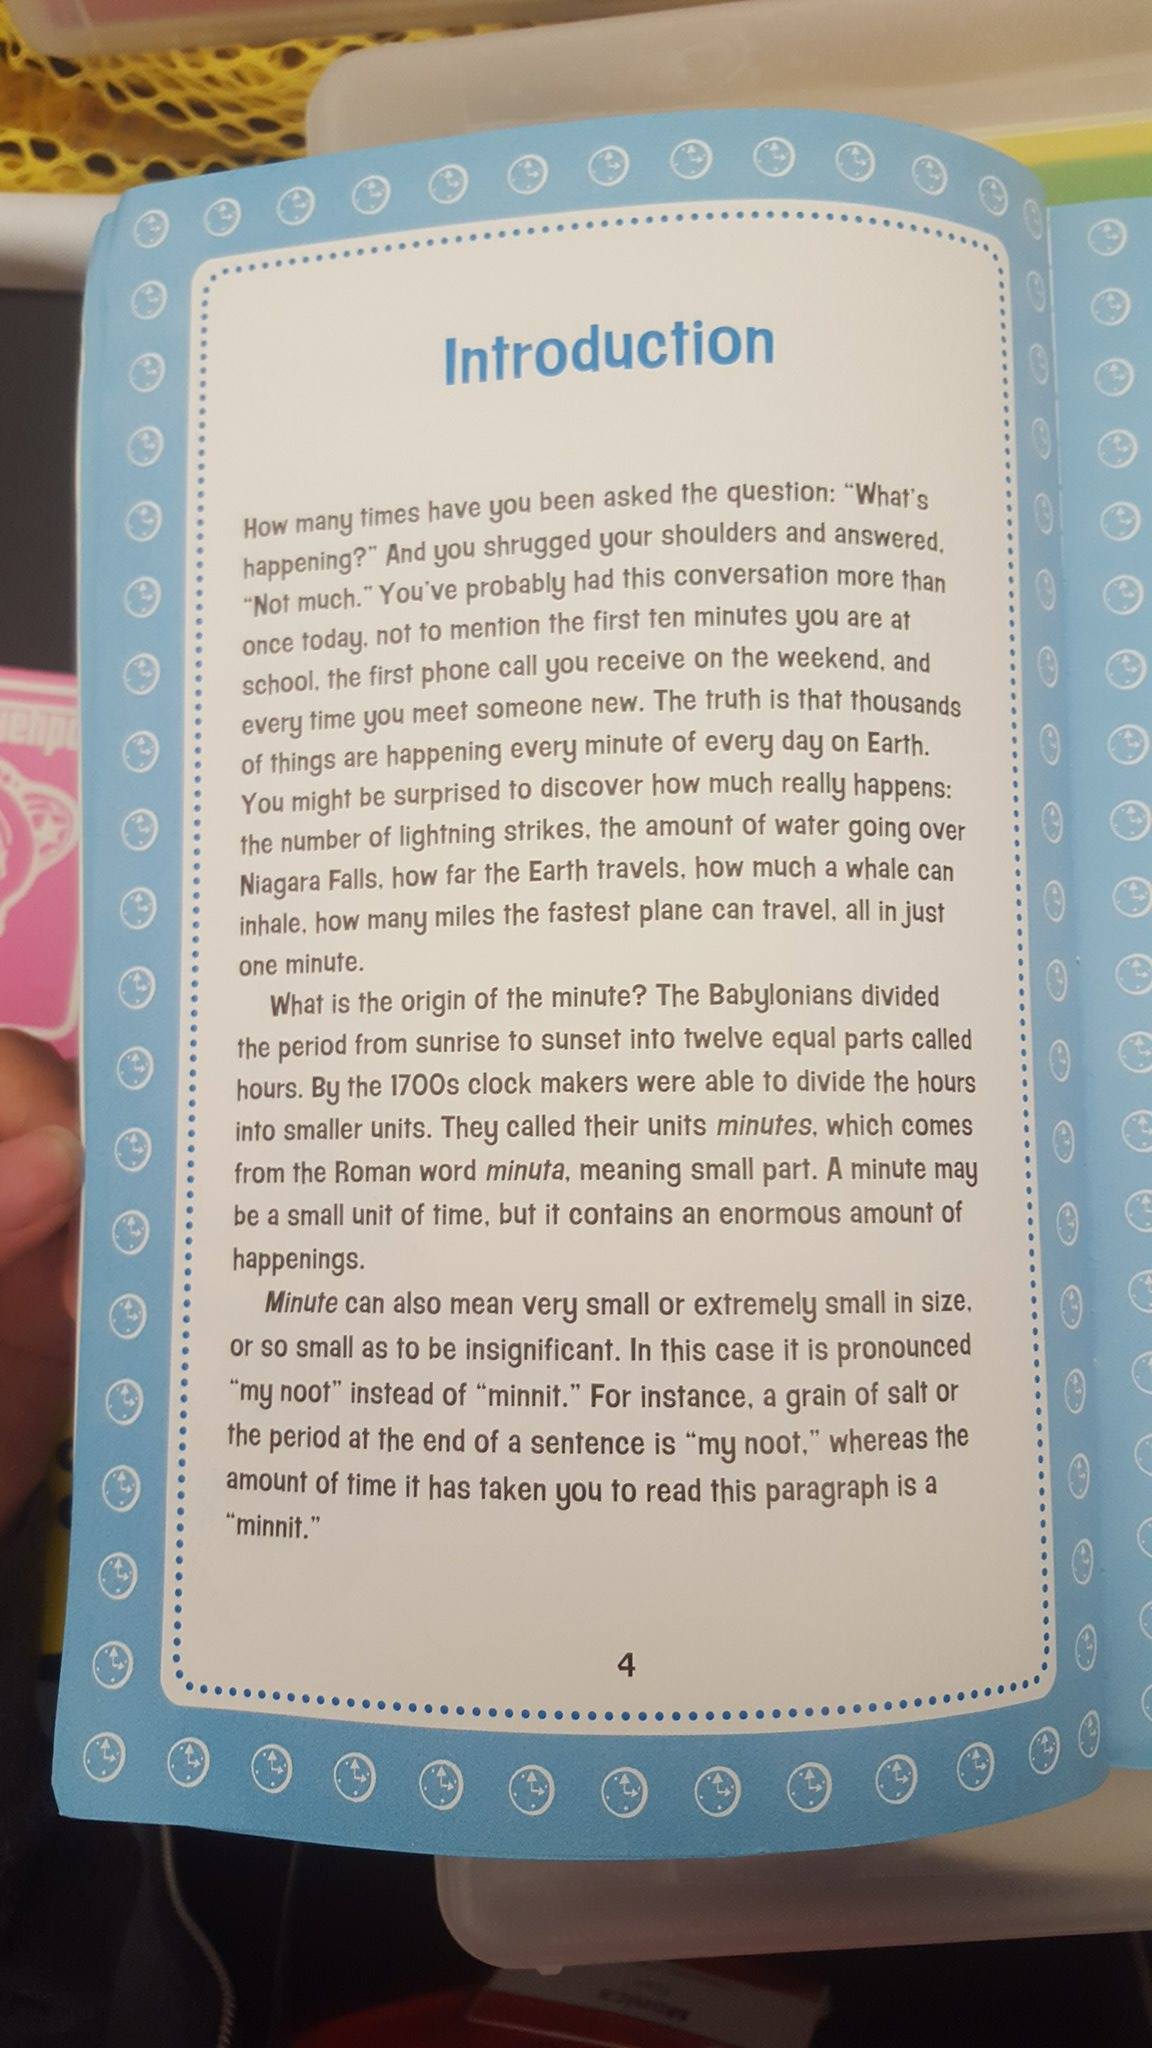 Introduction
How many times have you been asked the question: “What's
happening?” And you shrugged your shoulders and answered,
“Not much.” You've probably had this conversation more than
once today, not to mention the first ten minutes you are at
school, the first phone call you receive on the weekend, and
every time you meet someone new. The truth is that thousands
of things are happening every minute of every day on Earth.
You might be surprised to discover how much really happens:
the number of lightning strikes, the amount of water going over
Niagara Falls, how far the Earth travels, how much a whale can
inhale, how many miles the fastest plane can travel, all in just
one minute.
What is the origin of the minute? The Babylonians divided
the period from sunrise to sunset into twelve equal parts called
hours. By the 1700s clock makers were able to divide the hours
into smaller units. They called their units minutes, which comes
from the Roman word minuta, meaning small part. A minute may
be a small unit of time, but it contains an enormous amount of
happenings.
Minute can also mean very small or extremely small in size,
or so small as to be insignificant. In this case it is pronounced
“my noot” instead of “minnit.” For instance, a grain of salt or
the period at the end of a sentence is “my noot,” whereas the
amount of time it has taken you to read this paragraph is a
“minnit.”
4